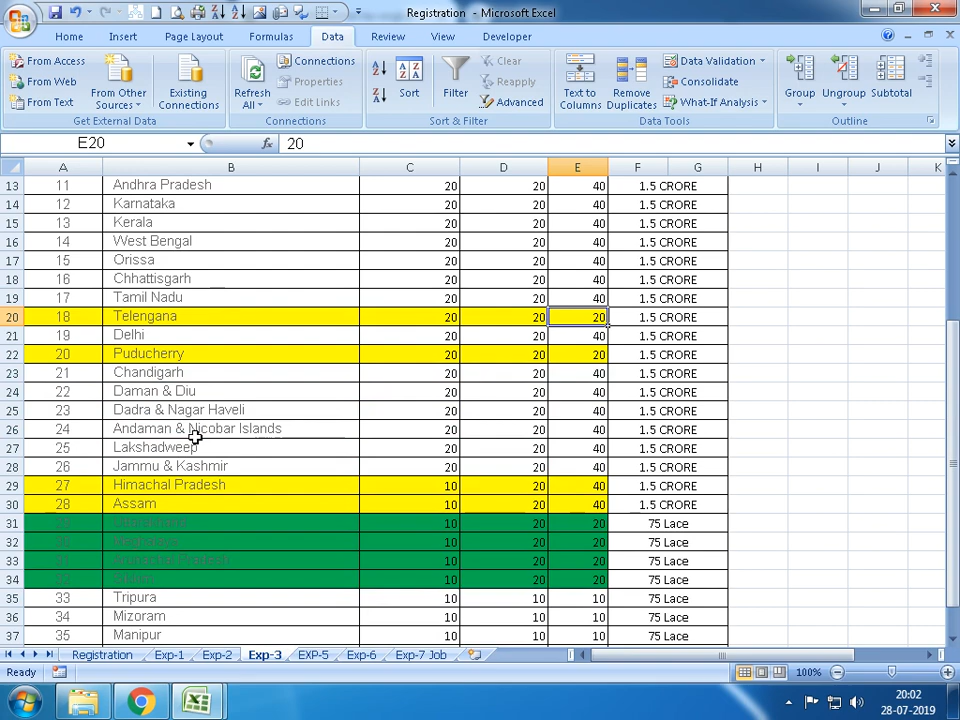 Registration - Microsoft Excel
Home Insert Page Layout Formulas Data Review View Developer
From Access
From Web
From Text
From Other Sources
Existing Connections
Get External Data
Refresh All
Connections
Properties
Edit Links
Connections
Sort
Filter
Clear
Reapply
Advanced
Sort & Filter
Text to Columns
Remove Duplicates
Data Validation
Consolidate
What-If Analysis
Data Tools
Group
Ungroup
Subtotal
Outline
E20 fx 20
A B C D E F G H I J K
13 11 Andhra Pradesh 20 20 40 1.5 CRORE
14 12 Karnataka 20 20 40 1.5 CRORE
15 13 Kerala 20 20 40 1.5 CRORE
16 14 West Bengal 20 20 40 1.5 CRORE
17 15 Orissa 20 20 40 1.5 CRORE
18 16 Chhattisgarh 20 20 40 1.5 CRORE
19 17 Tamil Nadu 20 20 40 1.5 CRORE
20 18 Telengana 20 20 20 1.5 CRORE
21 19 Delhi 20 20 40 1.5 CRORE
22 20 Puducherry 20 20 20 1.5 CRORE
23 21 Chandigarh 20 20 40 1.5 CRORE
24 22 Daman & Diu 20 20 40 1.5 CRORE
25 23 Dadra & Nagar Haveli 20 20 40 1.5 CRORE
26 24 Andaman & Nicobar Islands 20 20 40 1.5 CRORE
27 25 Lakshadweep 20 20 40 1.5 CRORE
28 26 Jammu & Kashmir 20 20 40 1.5 CRORE
29 27 Himachal Pradesh 10 20 40 1.5 CRORE
30 28 Assam 10 20 40 1.5 CRORE
31 29 Uttarakhand 10 20 20 75 Lace
32 30 Meghalaya 10 20 20 75 Lace
33 31 Arunachal Pradesh 10 20 20 75 Lace
34 32 Sikkim 10 20 20 75 Lace
35 33 Tripura 10 10 10 75 Lace
36 34 Mizoram 10 10 10 75 Lace
37 35 Manipur 10 10 10 75 Lace
Registration Exp-1 Exp-2 Exp-3 EXP-5 Exp-6 Exp-7 Job
Ready 100%
20:02
28-07-2019